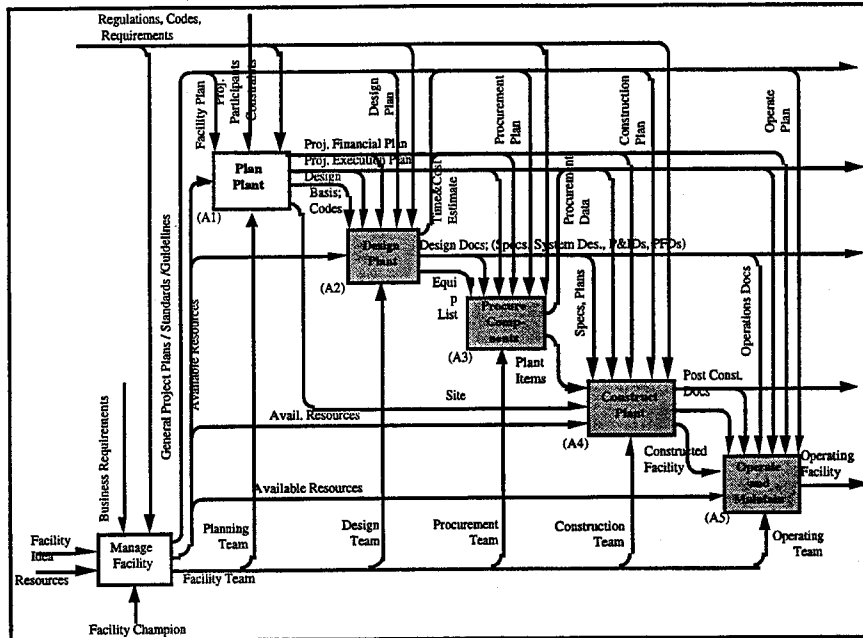 Regulations, Codes,
Requirements
Facility Plan
Proj.
Participants
Constraints
Design
Plan
Procurement
Plan
Construction
Plan
Operate
Plan
Plan
Plant
(A1)
Proj. Financial Plan
Proj. Execution Plan
Design
Basis;
Codes
Time&Cost
Estimate
Procurement
Data
Design
Plant
(A2)
Design Docs; (Specs, System Des., P&IDs, PFDs)
Equi
p
List
Procure
Comp-
onents
(A3)
Plant
Items
Specs, Plans
Operations Docs
General Project Plans / Standards /Guidelines
Available Resources
Site
Avail. Resources
Construct
Plant
(A4)
Post Const.
Docs
Constructed
Facility
Operate
and
Maintain
(A5)
Operating
Facility
Business Requirements
Available Resources
Facility
Idea
Resources
Manage
Facility
Planning
Team
Design
Team
Procurement
Team
Construction
Team
Operating
Team
Facility Team
Facility Champion